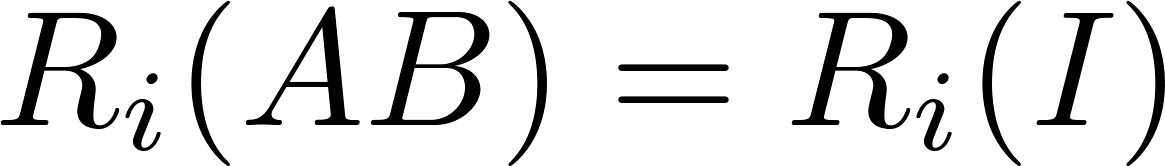 R_i(AB) = R_i(I)